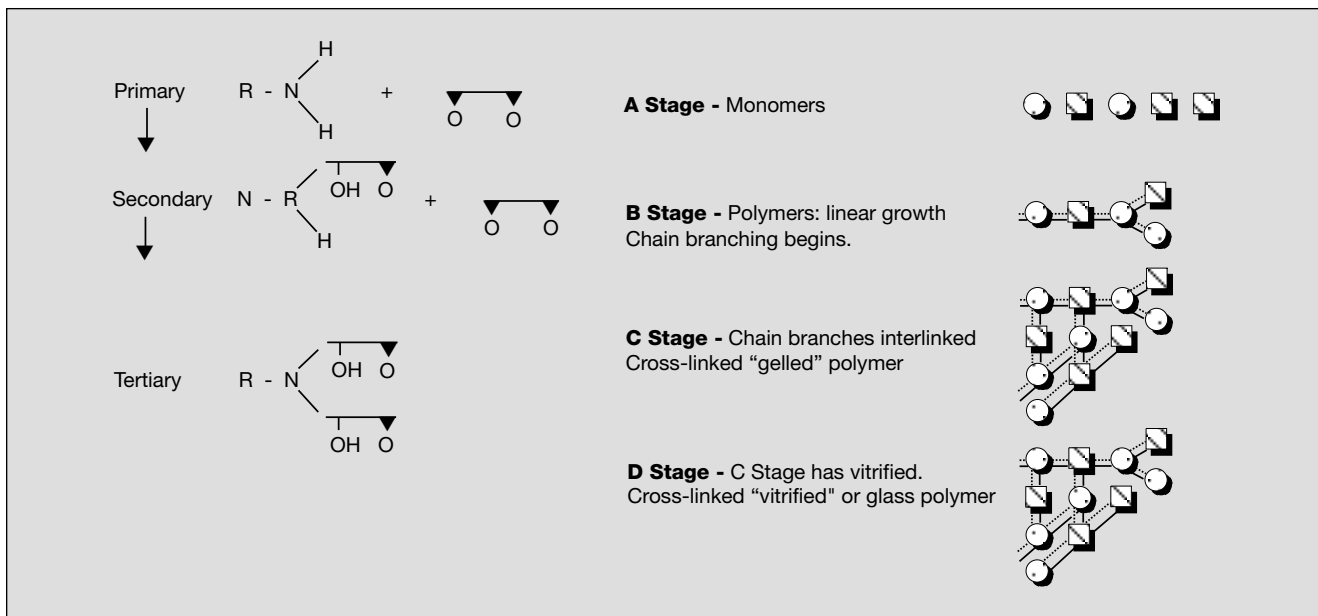 H
Primary R - N +
H
O O
A Stage - Monomers
Secondary N - R +
OH O
H
O O
B Stage - Polymers: linear growth
Chain branching begins.
C Stage - Chain branches interlinked
Cross-linked “gelled” polymer
Tertiary R - N
OH O
OH O
D Stage - C Stage has vitrified.
Cross-linked “vitrified" or glass polymer